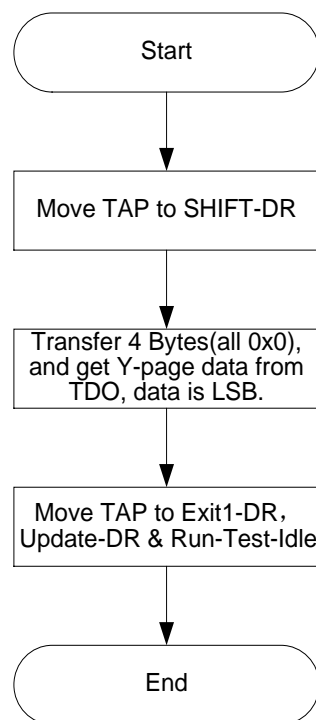 Start
Move TAP to SHIFT-DR
Transfer 4 Bytes(all 0x0),
and get Y-page data from
TDO, data is LSB.
Move TAP to Exit1-DR，
Update-DR & Run-Test-Idle
End